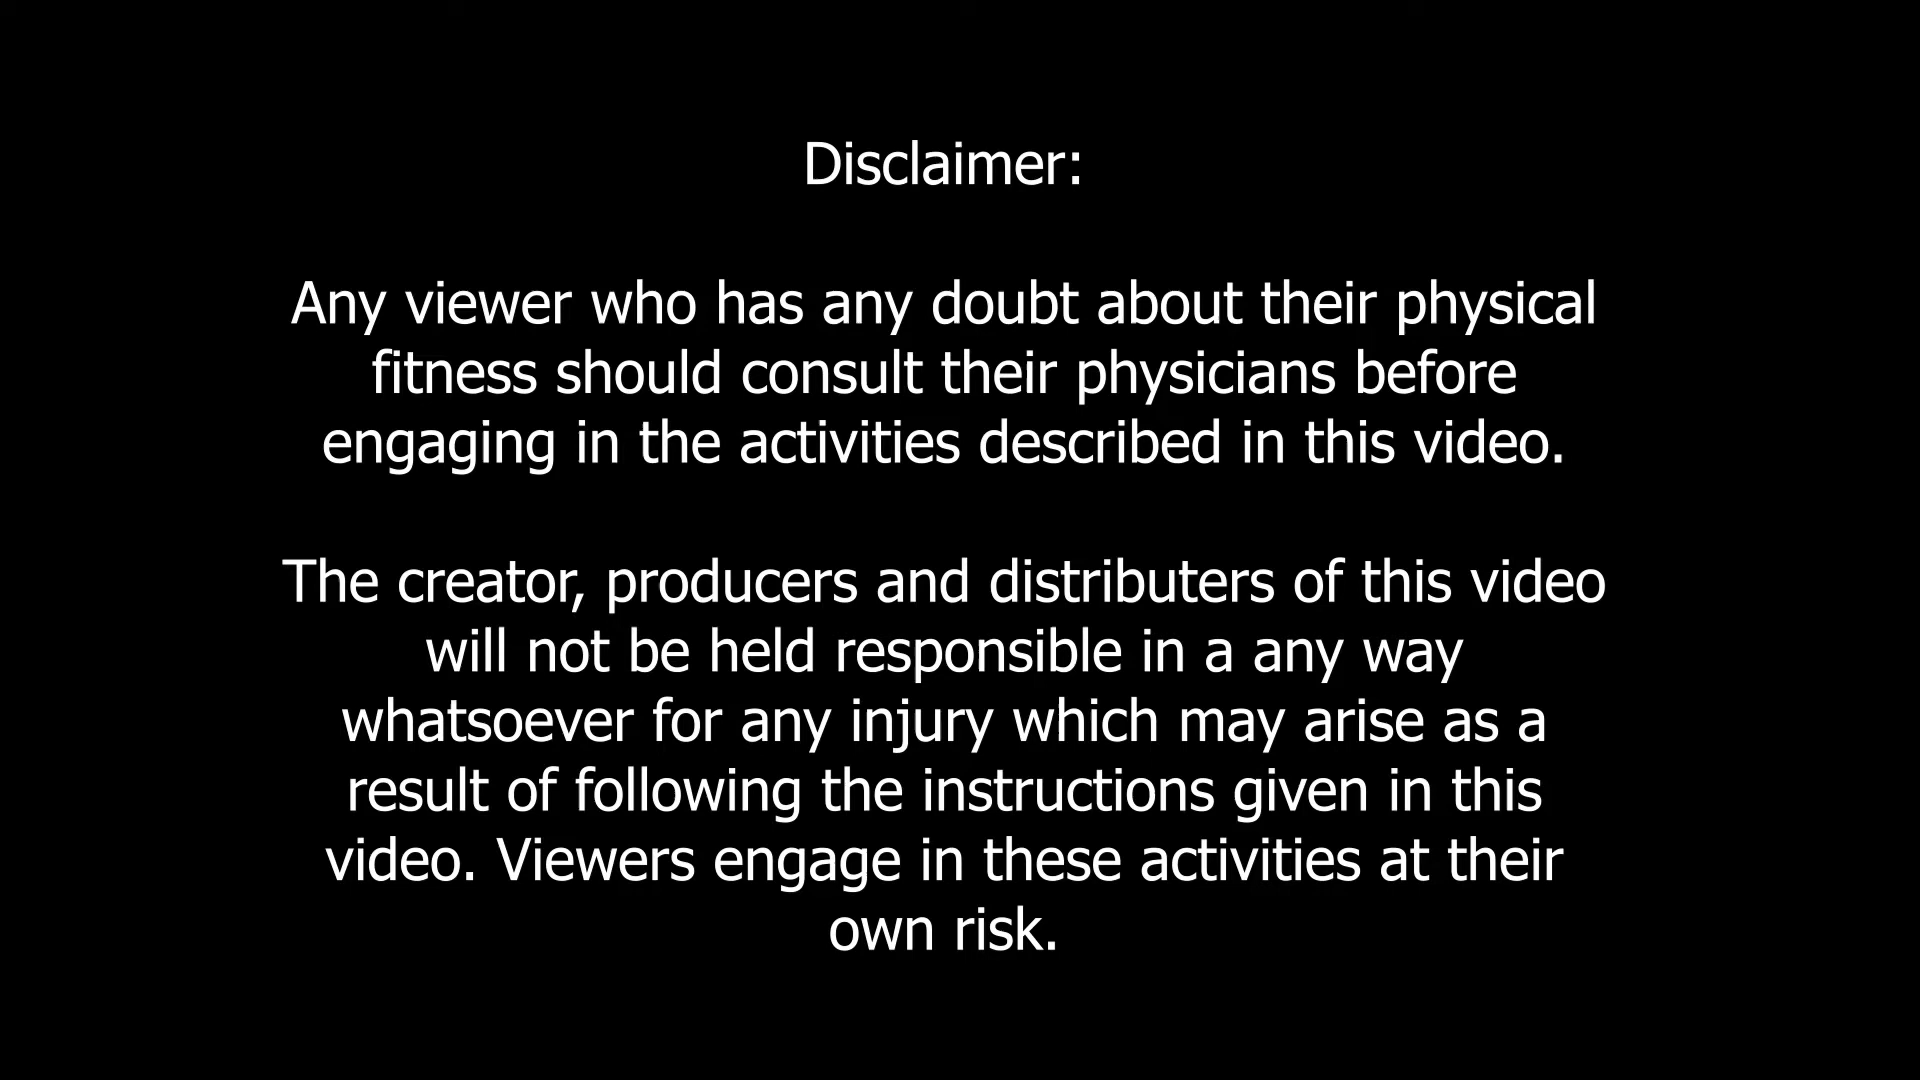 Disclaimer:
Any viewer who has any doubt about their physical
fitness should consult their physicians before
engaging in the activities described in this video.
The creator, producers and distributers of this video
will not be held responsible in a any way
whatsoever for any injury which may arise as a
result of following the instructions given in this
video. Viewers engage in these activities at their
own risk.